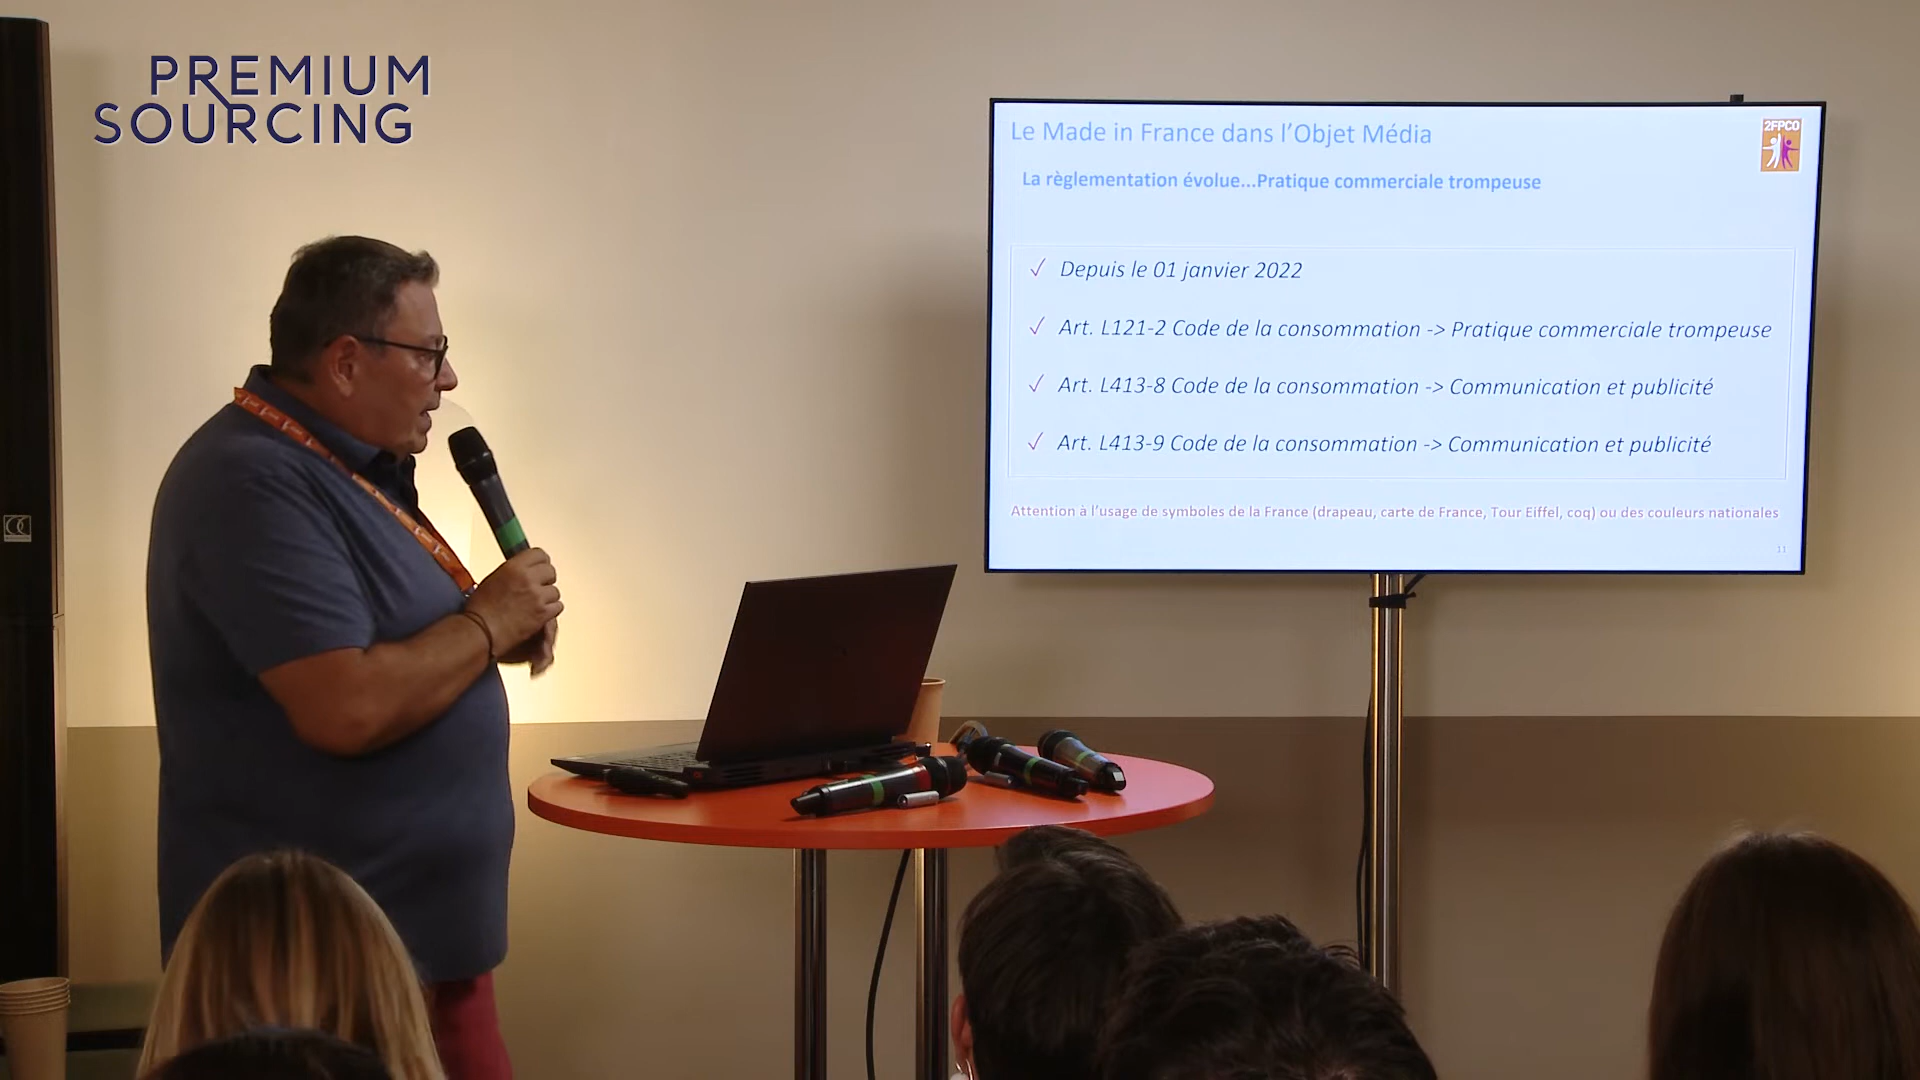 PREMIUM
SOURCING
Le Made in France dans l'Objet Média
2FPCO
La règlementation évolue...Pratique commerciale trompeuse
✓ Depuis le 01 janvier 2022
✓ Art. L121-2 Code de la consommation -> Pratique commerciale trompeuse
✓ Art. L413-8 Code de la consommation -> Communication et publicité
✓ Art. L413-9 Code de la consommation -> Communication et publicité
Attention à l'usage de symboles de la France (drapeau, carte de France, Tour Eiffel, coq) ou des couleurs nationales
11